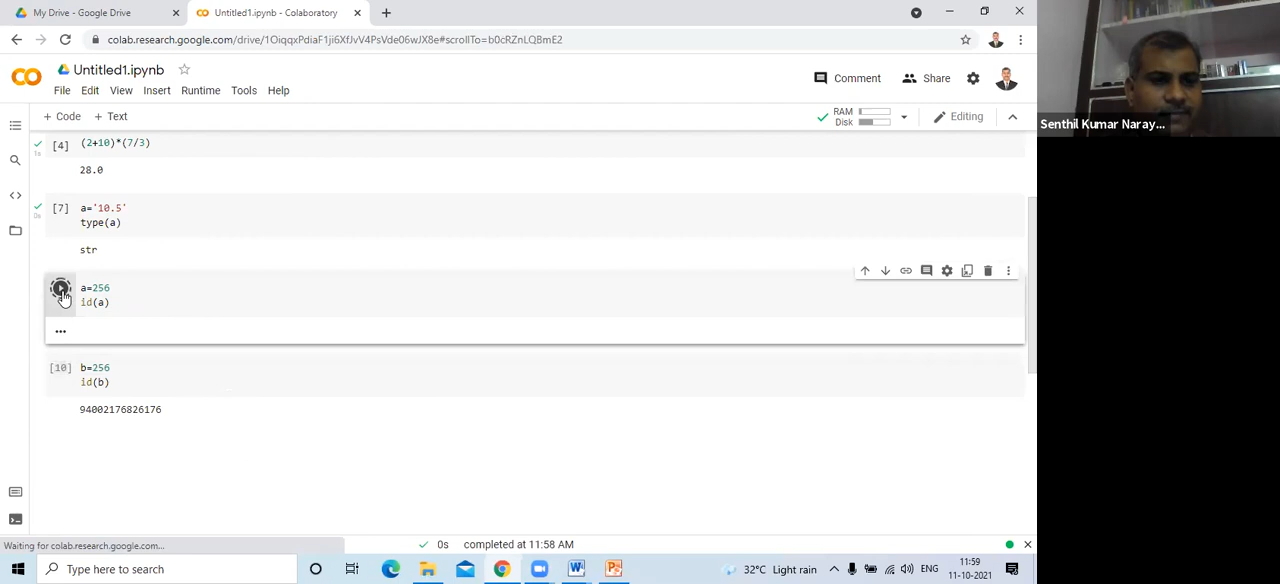 My Drive - Google Drive
Untitled1.ipynb - Colaboratory
colab.research.google.com/drive/1OiqqxPdiaF1ji6XfJvV4PsVde06wJX8e#scrollTo=b0cRZnLQBmE2
Untitled1.ipynb
Comment
Share
File Edit View Insert Runtime Tools Help
+ Code + Text
RAM
Disk
Editing
[4] (2+10)*(7/3)
1s
28.0
[7] a='10.5'
0s
type(a)
str
a=256
id(a)
...
[10] b=256
id(b)
94002176826176
Waiting for colab.research.google.com...
0s completed at 11:58 AM
Type here to search
32°C Light rain
ENG
11:59
11-10-2021
Senthil Kumar Naray...